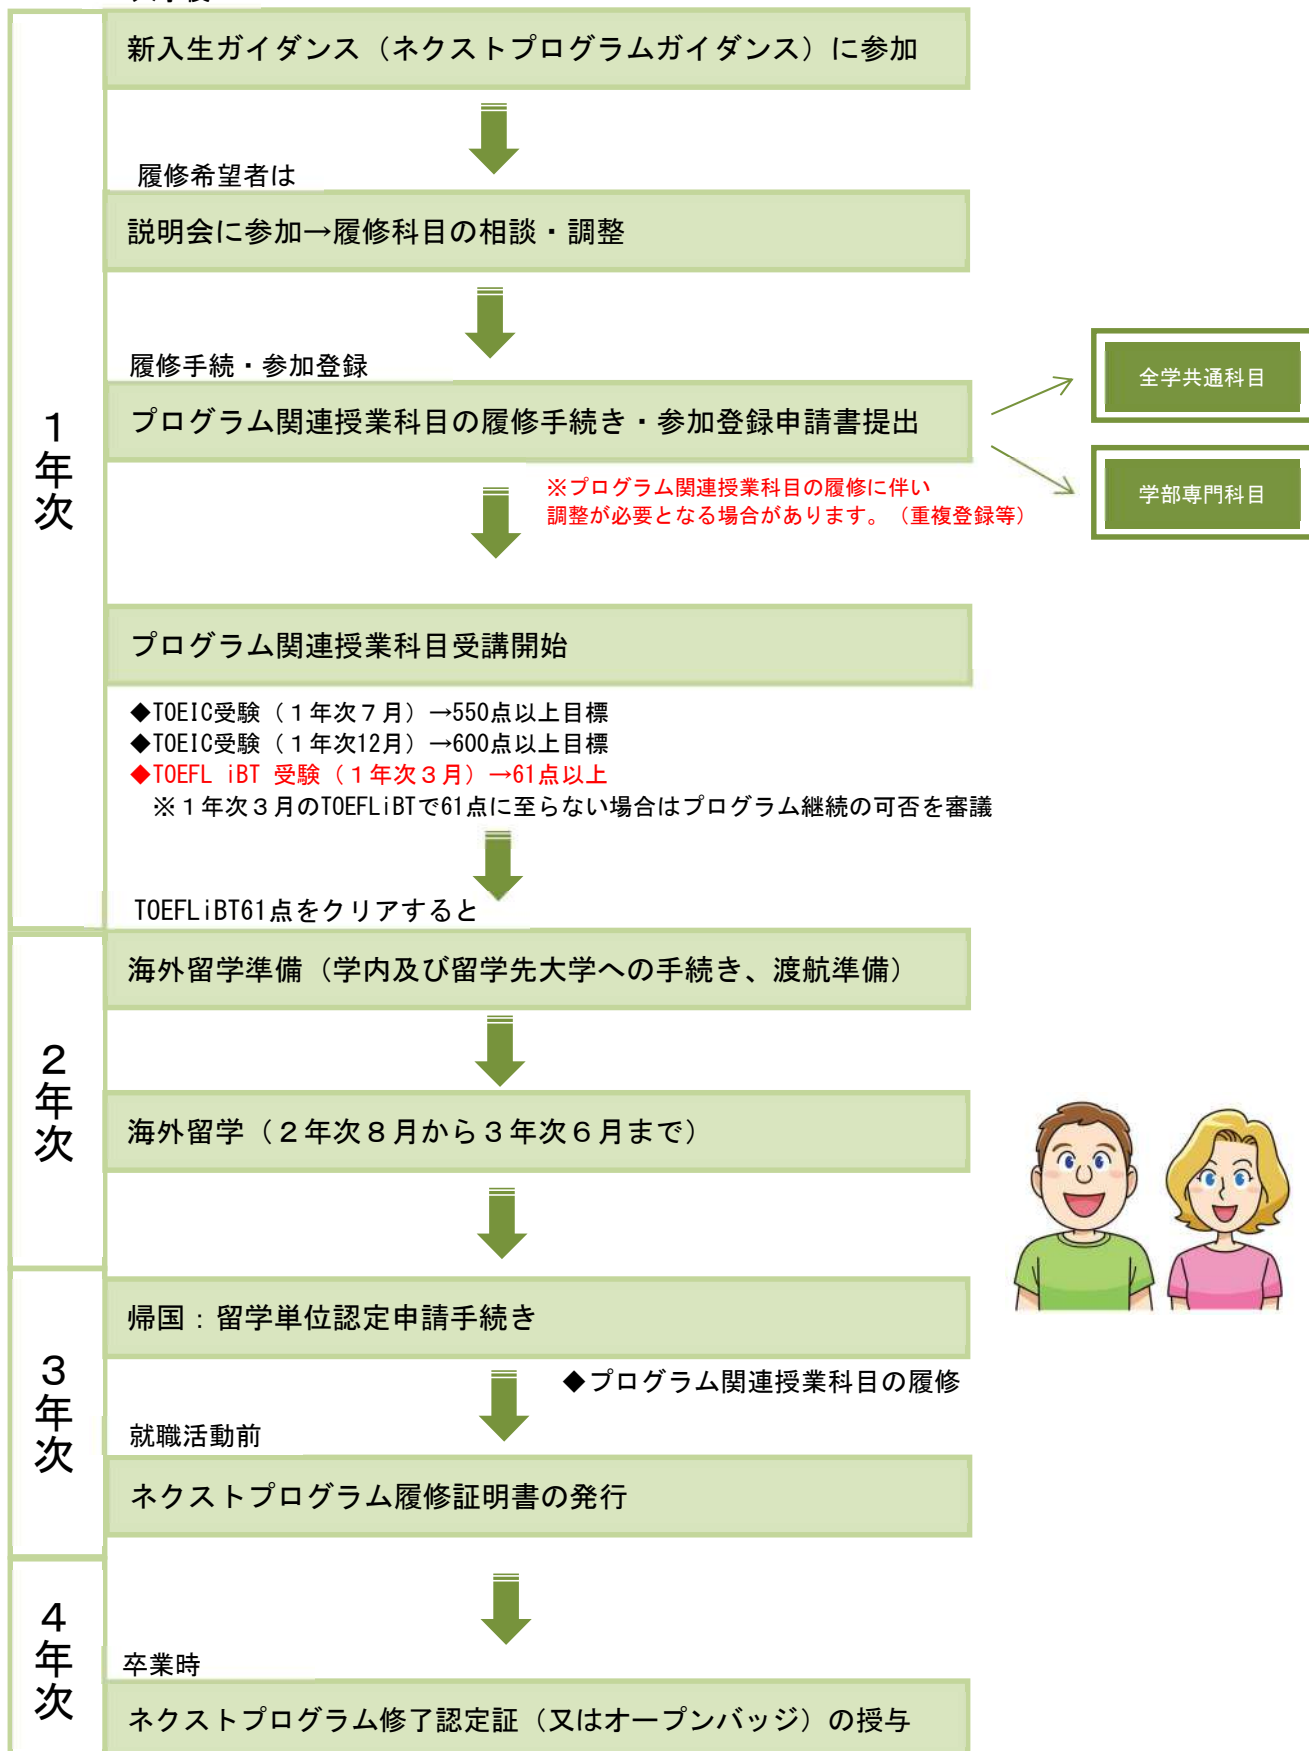 新入生ガイダンス（ネクストプログラムガイダンス）に参加
履修希望者は
説明会に参加→履修科目の相談・調整
履修手続・参加登録
プログラム関連授業科目の履修手続き・参加登録申請書提出
全学共通科目
学部専門科目
※プログラム関連授業科目の履修に伴い
調整が必要となる場合があります。（重複登録等）
プログラム関連授業科目受講開始
◆TOEIC受験（１年次７月）→550点以上目標
◆TOEIC受験（１年次12月）→600点以上目標
◆TOEFL iBT 受験（１年次３月）→61点以上
※１年次３月のTOEFLiBTで61点に至らない場合はプログラム継続の可否を審議
TOEFLiBT61点をクリアすると
１年次
海外留学準備（学内及び留学先大学への手続き、渡航準備）
海外留学（２年次８月から３年次６月まで）
２年次
帰国：留学単位認定申請手続き
◆プログラム関連授業科目の履修
就職活動前
ネクストプログラム履修証明書の発行
３年次
卒業時
ネクストプログラム修了認定証（又はオープンバッジ）の授与
４年次